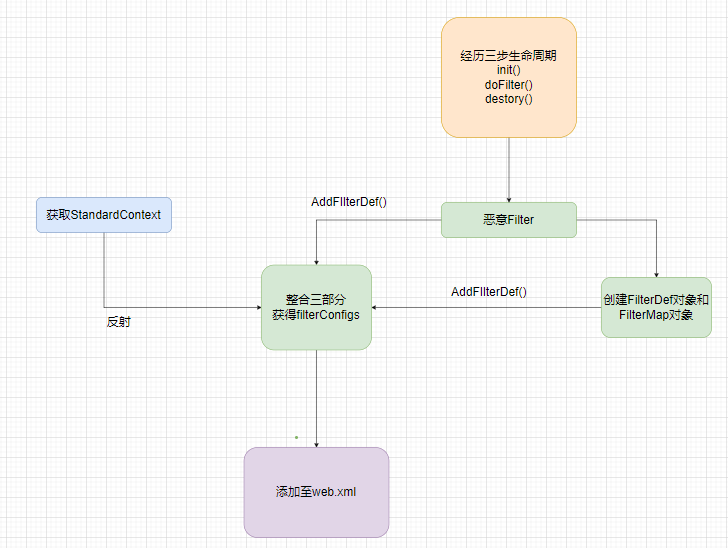 经历三步生命周期
init()
doFilter()
destory()
获取StandardContext
AddFIlterDef()
恶意Filter
整合三部分
获得filterConfigs
AddFIlterDef()
创建FilterDef对象和
FilterMap对象
反射
添加至web.xml